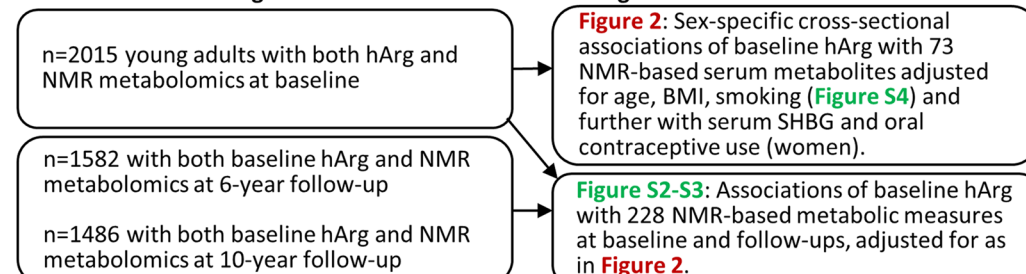 n=2015 young adults with both hArg and
NMR metabolomics at baseline
n=1582 with both baseline hArg and NMR
metabolomics at 6-year follow-up
n=1486 with both baseline hArg and NMR
metabolomics at 10-year follow-up
Figure 2: Sex-specific cross-sectional
associations of baseline hArg with 73
NMR-based serum metabolites adjusted
for age, BMI, smoking (Figure S4) and
further with serum SHBG and oral
contraceptive use (women).
Figure S2-S3: Associations of baseline hArg
with 228 NMR-based metabolic measures
at baseline and follow-ups, adjusted for as
in Figure 2.